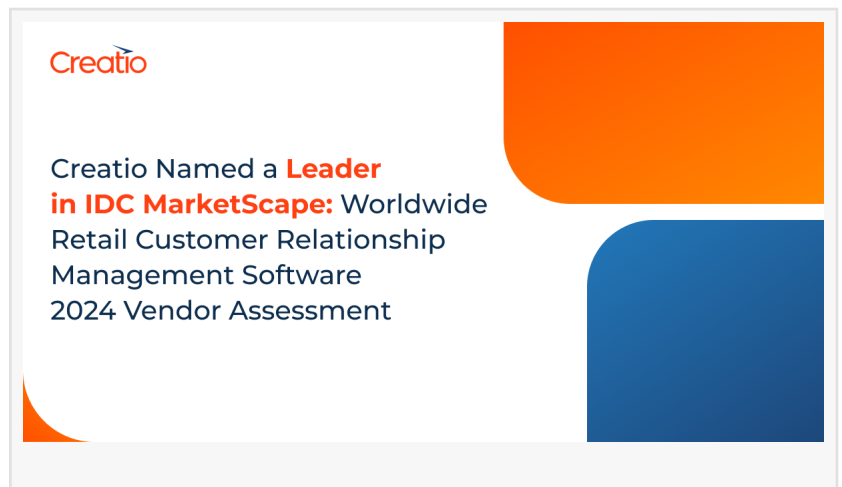 Creatio
Creatio Named a Leader
in IDC MarketScape: Worldwide
Retail Customer Relationship
Management Software
2024 Vendor Assessment